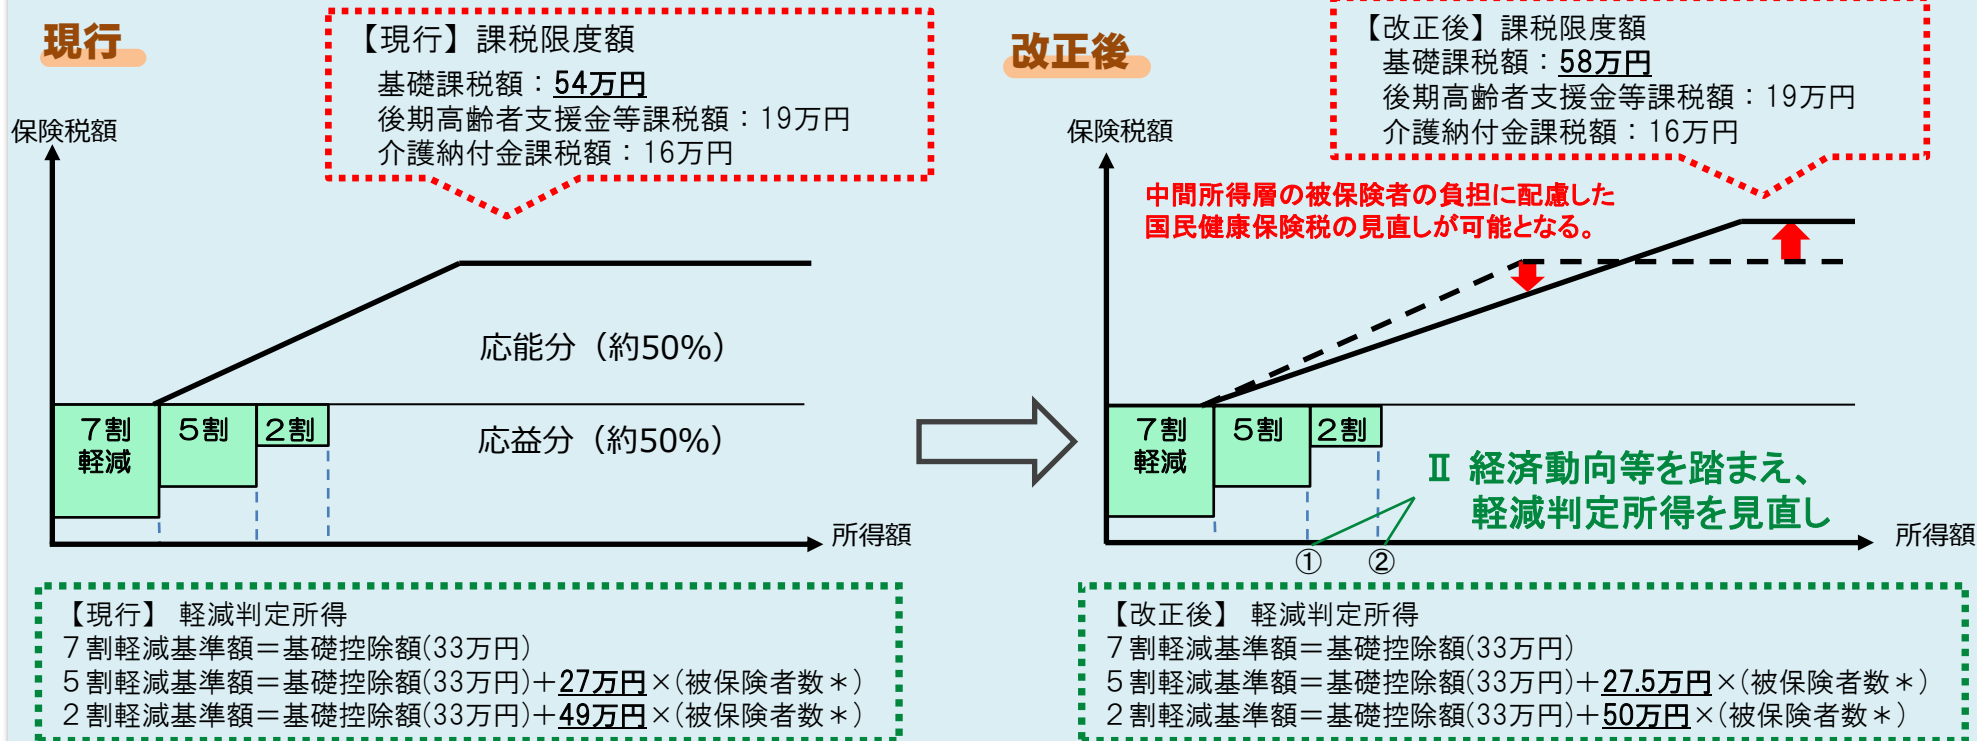 現行
【現行】課税限度額
基礎課税額：54万円
後期高齢者支援金等課税額：19万円
介護納付金課税額：16万円
保険税額
応能分（約50%）
7割
軽減
5割
2割
応益分（約50%）
所得額
【現行】 軽減判定所得
７割軽減基準額＝基礎控除額(33万円)
５割軽減基準額＝基礎控除額(33万円)＋27万円×(被保険者数＊)
２割軽減基準額＝基礎控除額(33万円)＋49万円×(被保険者数＊)
改正後
【改正後】課税限度額
基礎課税額：58万円
後期高齢者支援金等課税額：19万円
介護納付金課税額：16万円
保険税額
中間所得層の被保険者の負担に配慮した
国民健康保険税の見直しが可能となる。
7割
軽減
5割
2割
Ⅱ 経済動向等を踏まえ、
軽減判定所得を見直し
所得額
① ②
【改正後】 軽減判定所得
７割軽減基準額＝基礎控除額(33万円)
５割軽減基準額＝基礎控除額(33万円)＋27.5万円×(被保険者数＊)
２割軽減基準額＝基礎控除額(33万円)＋50万円×(被保険者数＊)